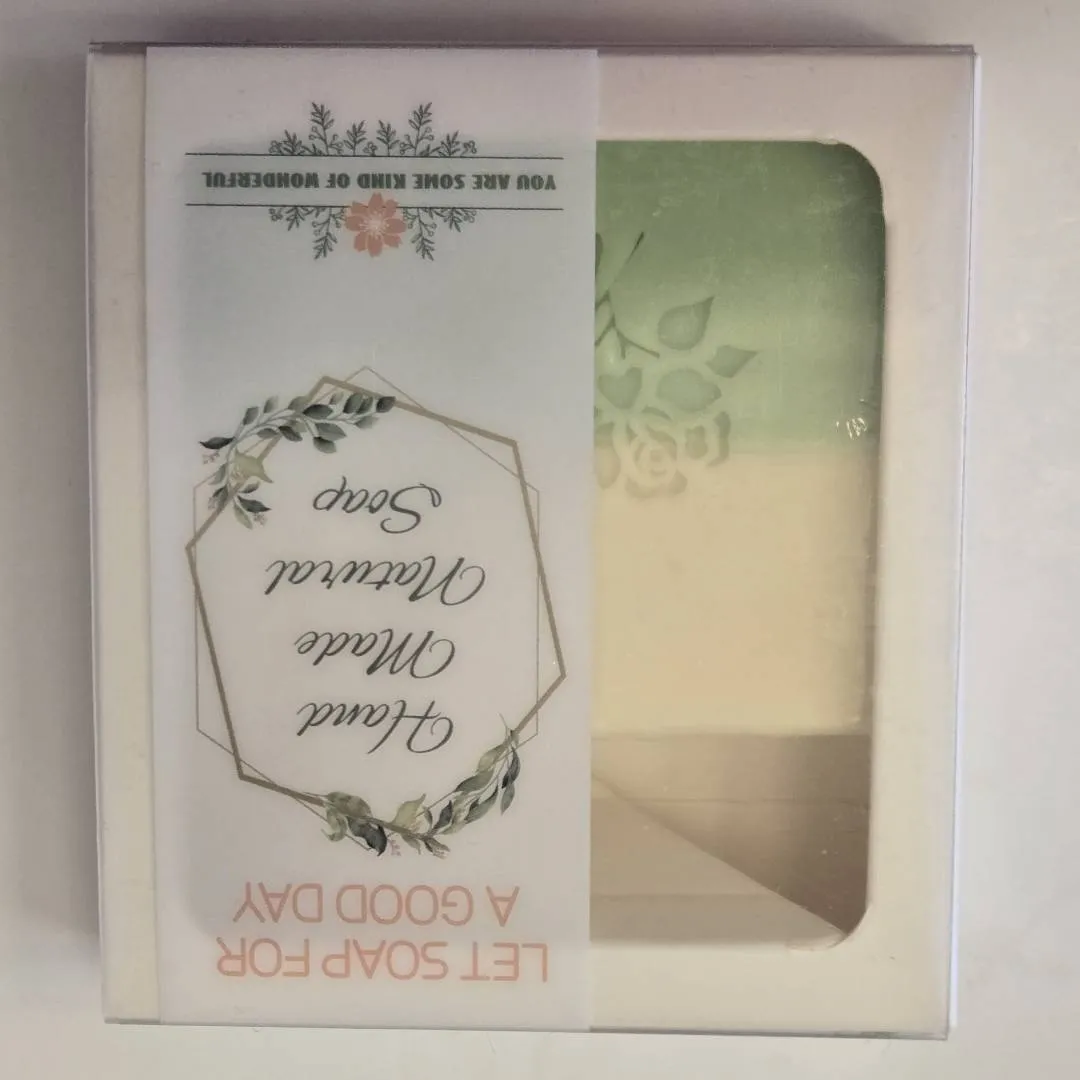 LET SOAP FOR
A GOOD DAY
Hand
Made
Natural
Soap
YOU ARE SOME KIND OF WONDERFUL